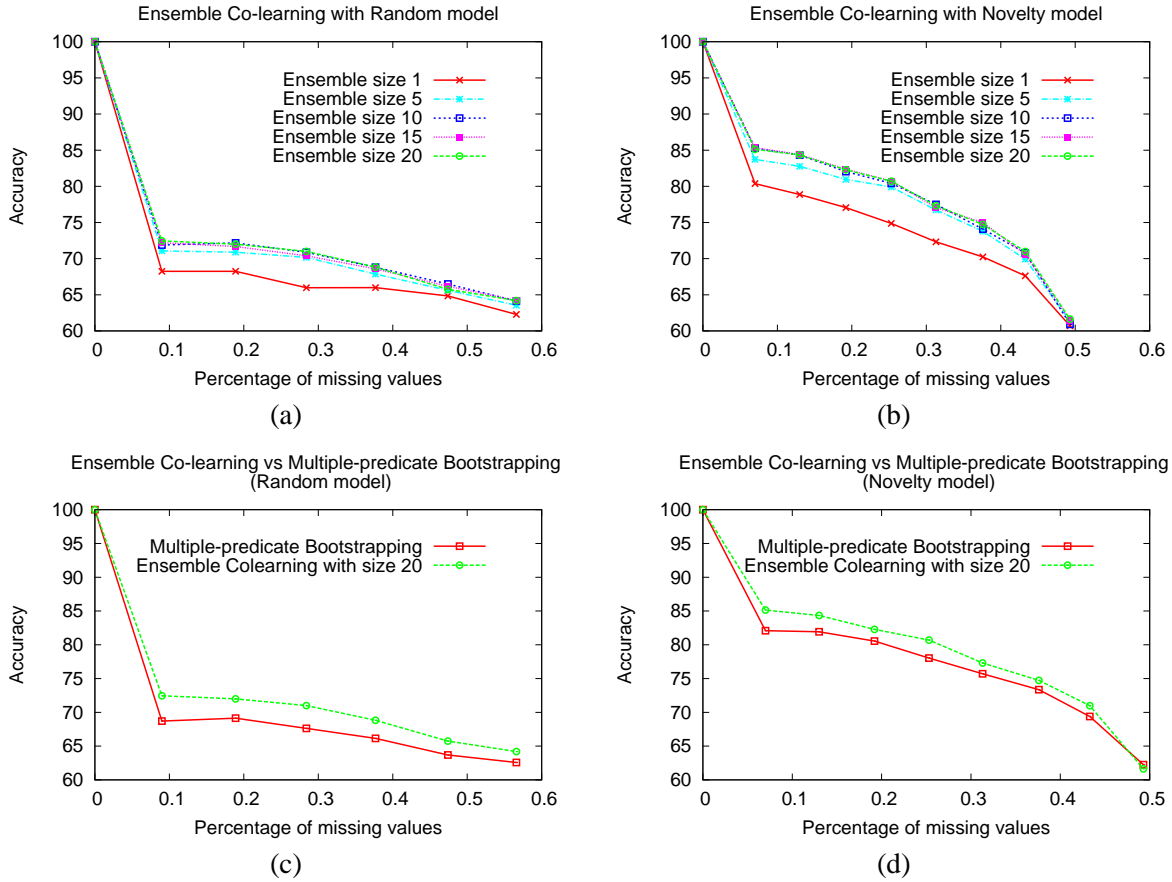 Ensemble Co-learning with Random model
100
95
90
85
80
75
70
65
60
Accuracy
Ensemble size 1
Ensemble size 5
Ensemble size 10
Ensemble size 15
Ensemble size 20
0 0.1 0.2 0.3 0.4 0.5 0.6
Percentage of missing values
(a)
Ensemble Co-learning with Novelty model
100
95
90
85
80
75
70
65
60
Accuracy
Ensemble size 1
Ensemble size 5
Ensemble size 10
Ensemble size 15
Ensemble size 20
0 0.1 0.2 0.3 0.4 0.5 0.6
Percentage of missing values
(b)
Ensemble Co-learning vs Multiple-predicate Bootstrapping
(Random model)
100
95
90
85
80
75
70
65
60
Accuracy
Multiple-predicate Bootstrapping
Ensemble Colearning with size 20
0 0.1 0.2 0.3 0.4 0.5 0.6
Percentage of missing values
(c)
Ensemble Co-learning vs Multiple-predicate Bootstrapping
(Novelty model)
100
95
90
85
80
75
70
65
60
Accuracy
Multiple-predicate Bootstrapping
Ensemble Colearning with size 20
0 0.1 0.2 0.3 0.4 0.5
Percentage of missing values
(d)